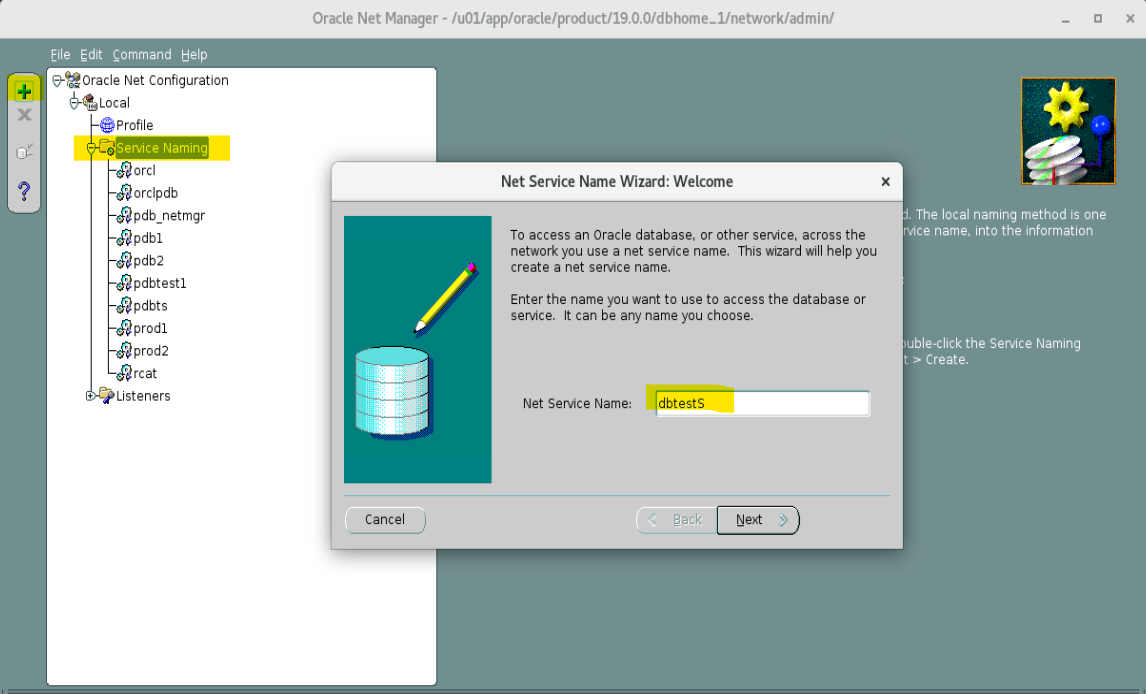 Oracle Net Manager - /u01/app/oracle/product/19.0.0/dbhome_1/network/admin/
File Edit Command Help
Oracle Net Configuration
Local
Profile
Service Naming
orcl
orclpdb
pdb_netmgr
pdb1
pdb2
pdbtest1
pdbts
prod1
prod2
rcat
Listeners
d. The local naming method is one
rvice name, into the information
ouble-click the Service Naming
t > Create.
Net Service Name Wizard: Welcome
To access an Oracle database, or other service, across the
network you use a net service name. This wizard will help you
create a net service name.
Enter the name you want to use to access the database or
service. It can be any name you choose.
Net Service Name: dbtestS
Cancel Back Next